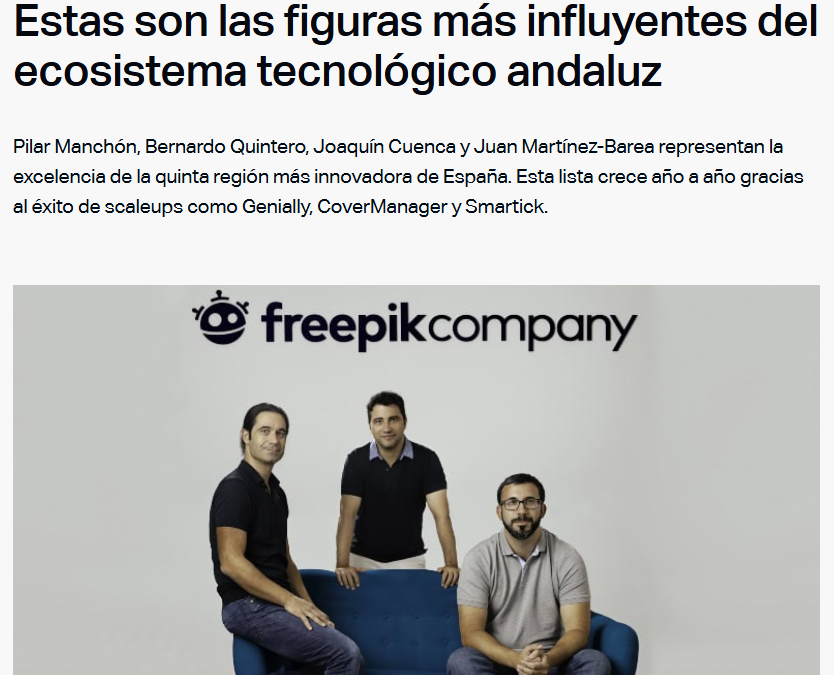 Estas son las figuras más influyentes del
ecosistema tecnológico andaluz
Pilar Manchón, Bernardo Quintero, Joaquín Cuenca y Juan Martínez-Barea representan la
excelencia de la quinta región más innovadora de España. Esta lista crece año a año gracias
al éxito de scaleups como Genially, CoverManager y Smartick.
freepikcompany